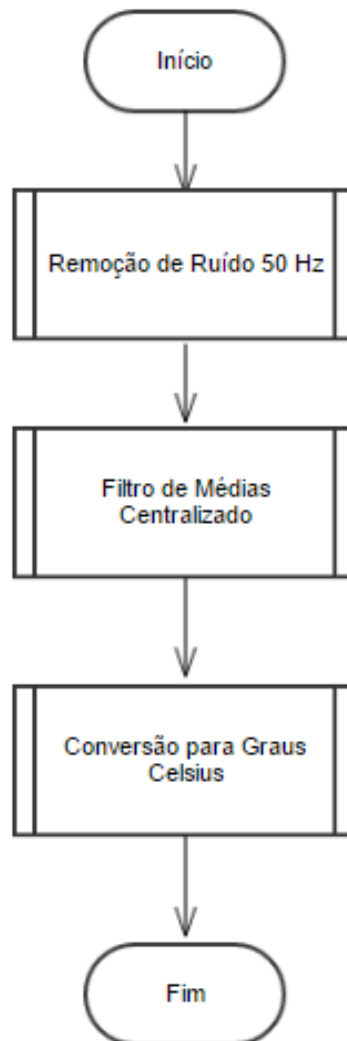 Início
Remoção de Ruído 50 Hz
Filtro de Médias
Centralizado
Conversão para Graus
Celsius
Fim